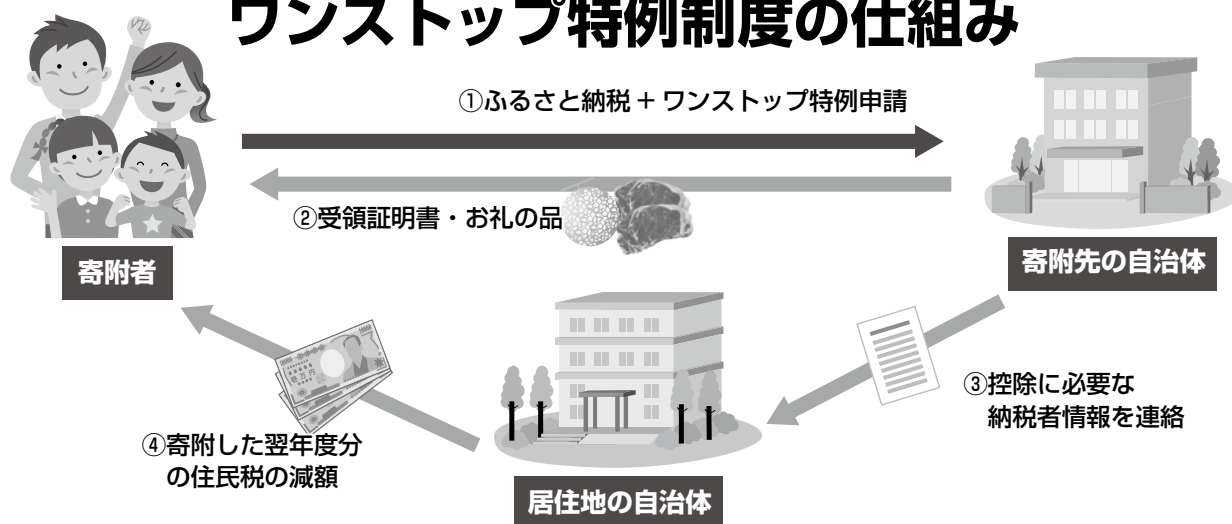 ワンストップ特例制度の仕組み
①ふるさと納税+ワンストップ特例申請
②受領証明書・お礼の品
寄附者
寄附先の自治体
③控除に必要な
納税者情報を連絡
④寄附した翌年度分
の住民税の減額
居住地の自治体